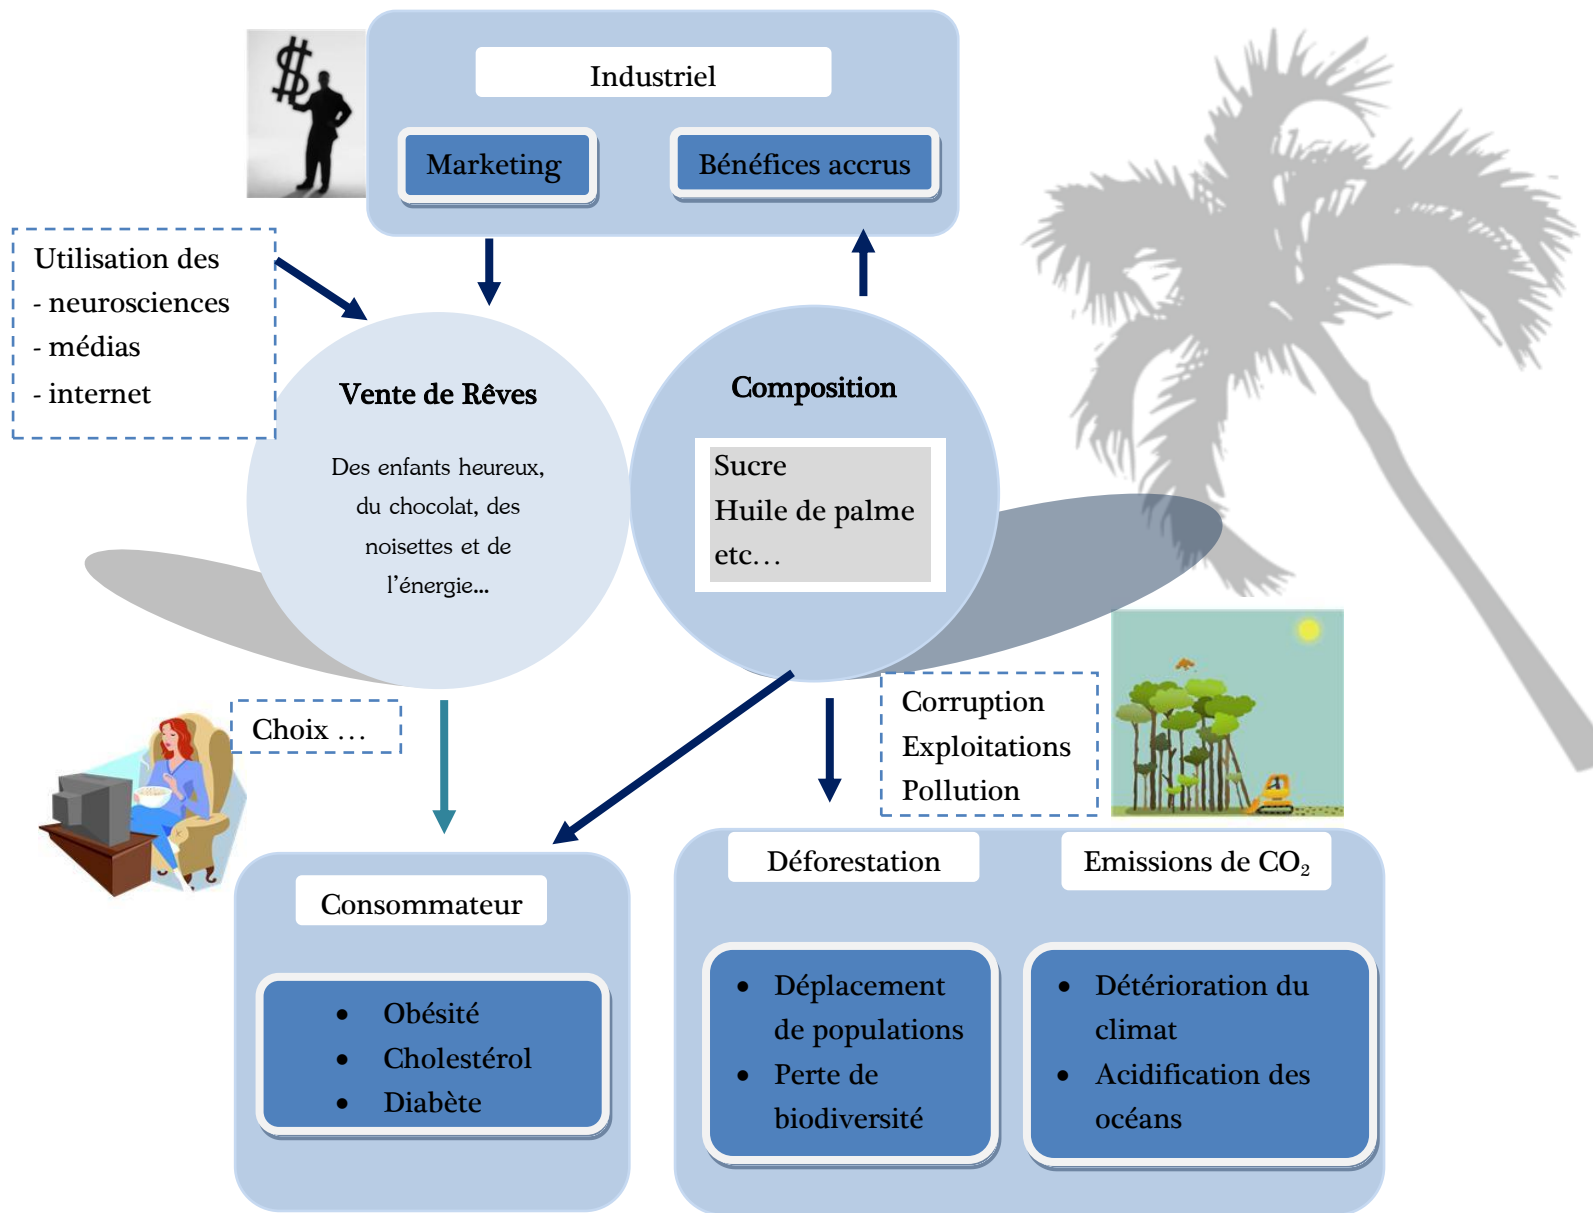 Industriel
Marketing
Bénéfices accrus
Utilisation des
- neurosciences
- médias
- internet
Vente de Rêves
Des enfants heureux,
du chocolat, des
noisettes et de
l'énergie...
Composition
Sucre
Huile de palme
etc…
Choix …
Corruption
Exploitations
Pollution
Consommateur
• Obésité
• Cholestérol
• Diabète
Déforestation
• Déplacement
de populations
• Perte de
biodiversité
Emissions de CO₂
• Détérioration du
climat
• Acidification des
océans